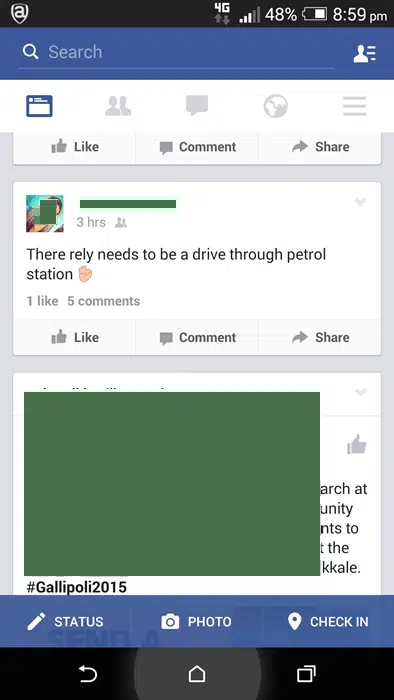 4G 48% 8:59 pm
Search
Like Comment Share
3 hrs
There rely needs to be a drive through petrol
station ✋
1 like 5 comments
Like Comment Share
arch at
unity
nts to
t the
kkale.
#Gallipoli2015
STATUS PHOTO CHECK IN